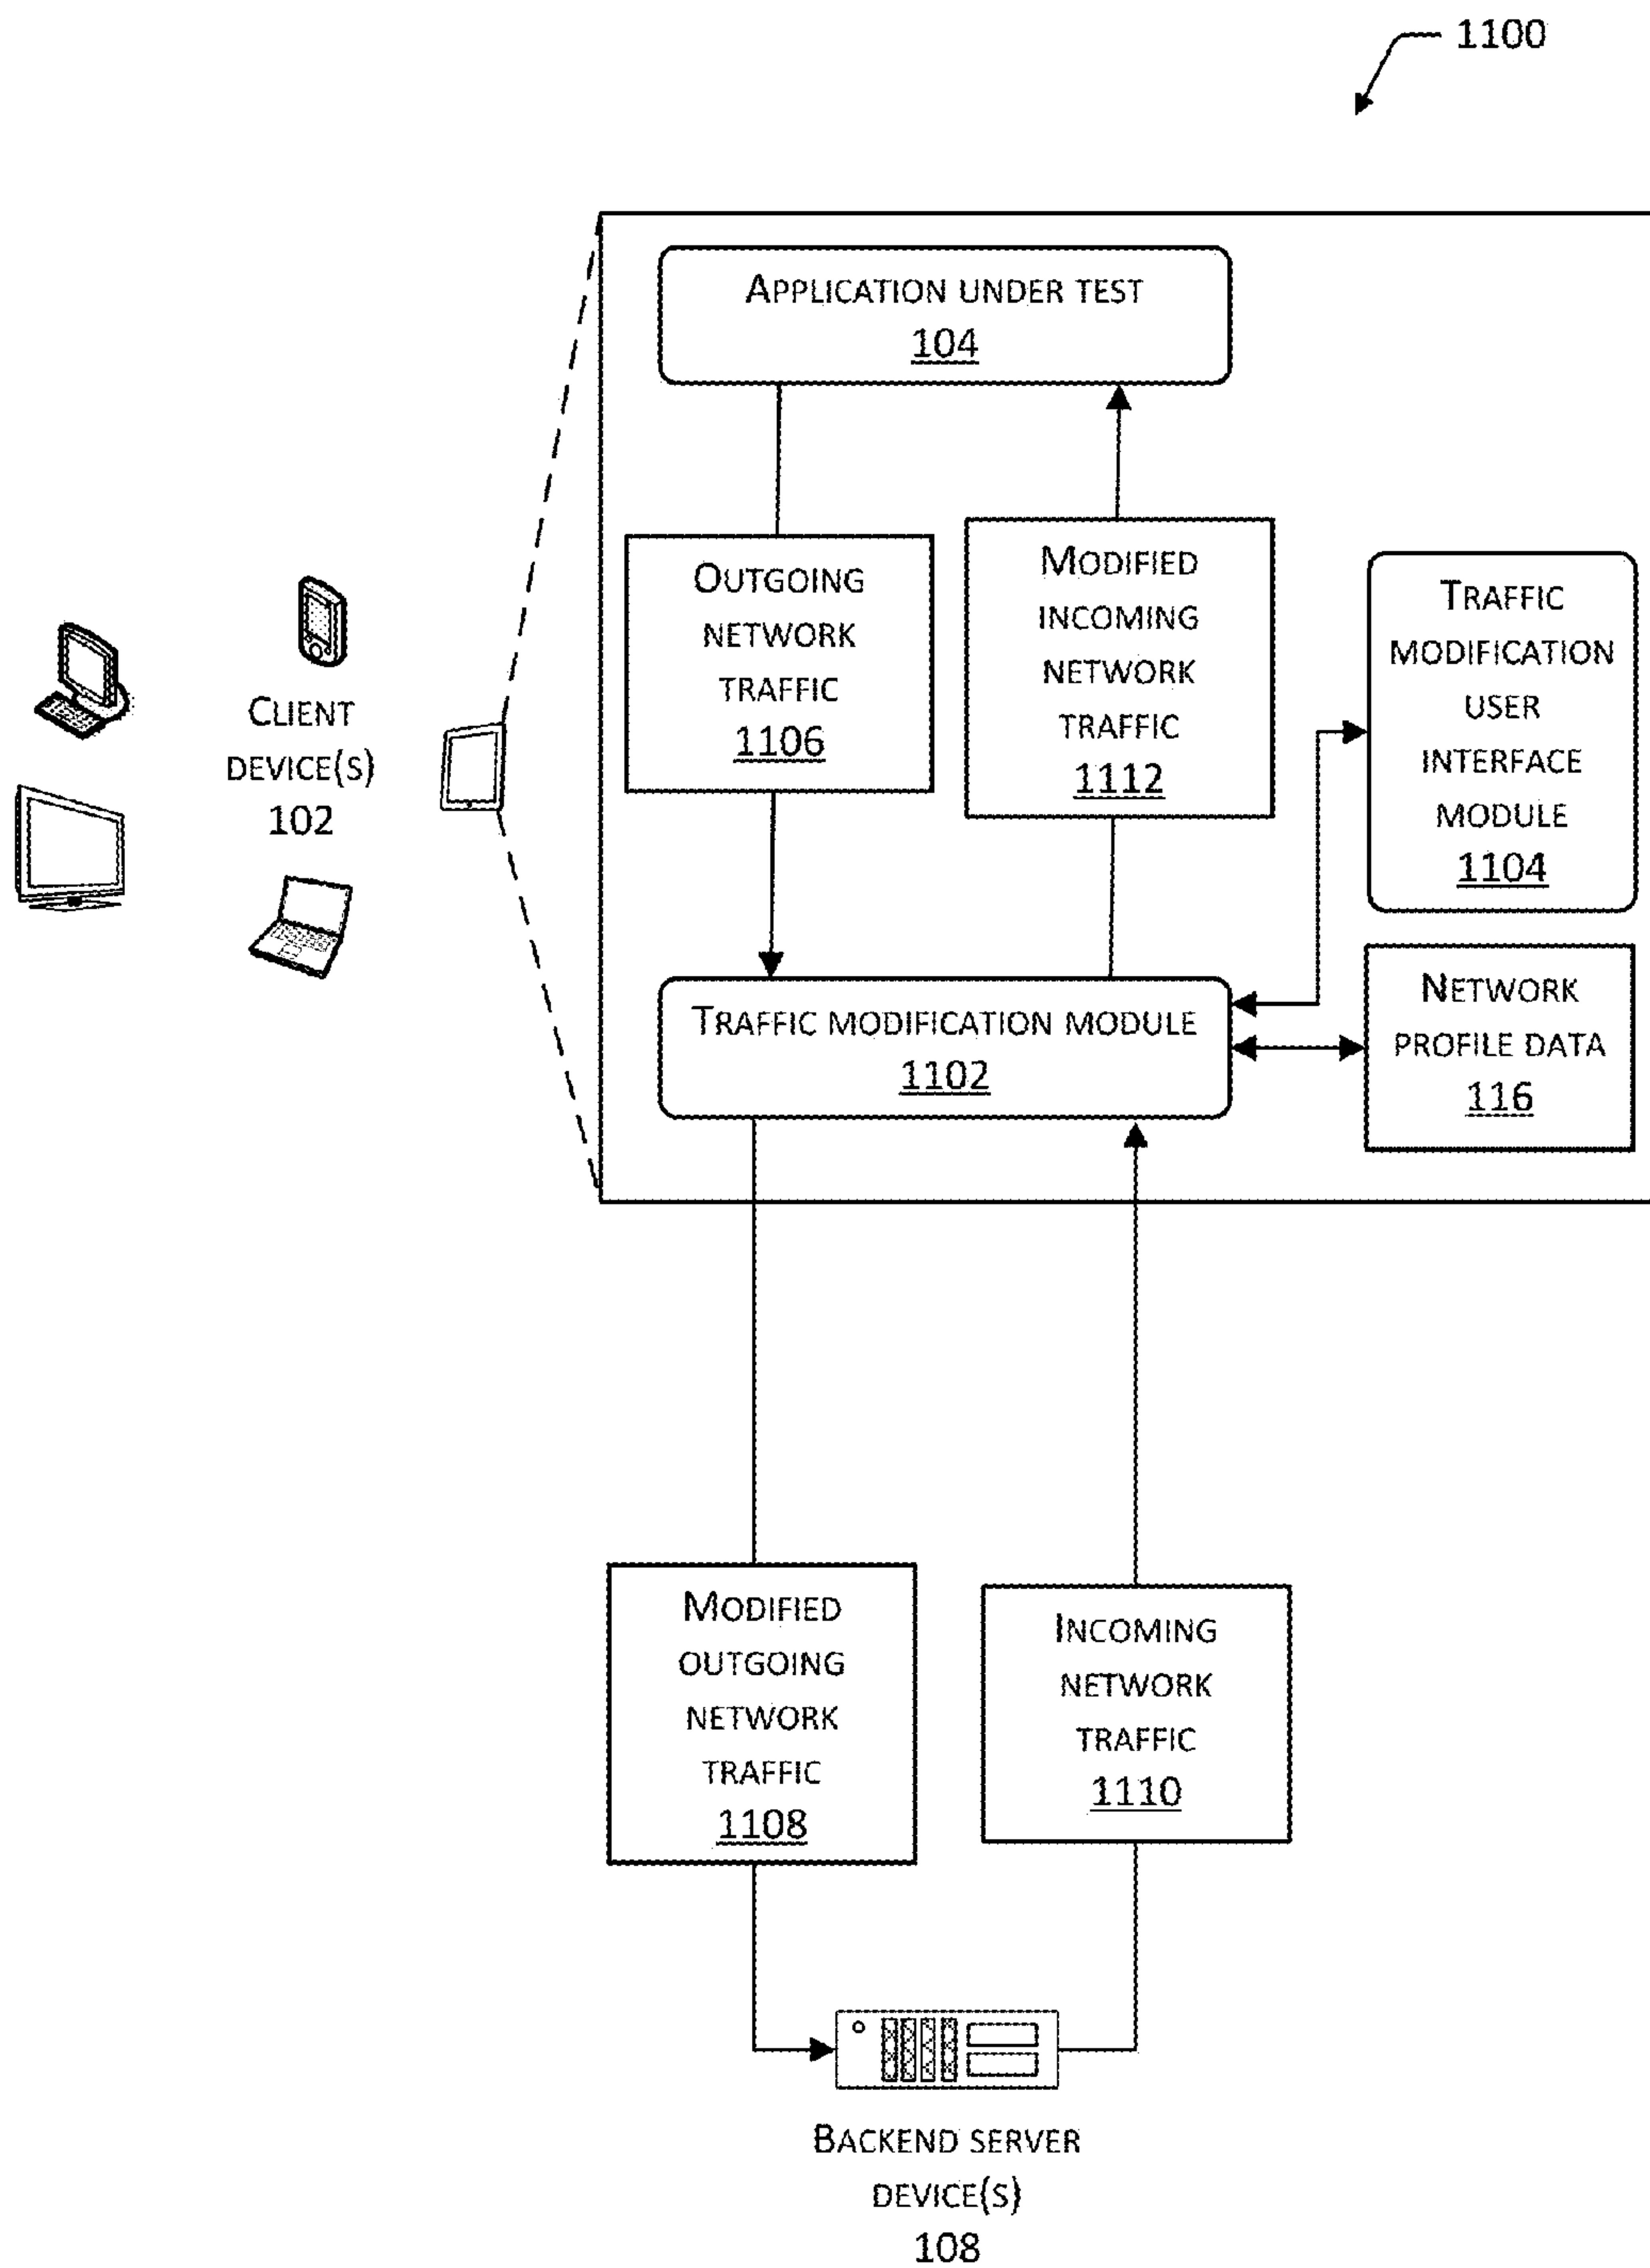 1100
APPLICATION UNDER TEST
104
OUTGOING
NETWORK
TRAFFIC
1106
MODIFIED
INCOMING
NETWORK
TRAFFIC
1112
TRAFFIC
MODIFICATION
USER
INTERFACE
MODULE
1104
CLIENT
DEVICE(S)
102
TRAFFIC MODIFICATION MODULE
1102
NETWORK
PROFILE DATA
116
MODIFIED
OUTGOING
NETWORK
TRAFFIC
1108
INCOMING
NETWORK
TRAFFIC
1110
BACKEND SERVER
DEVICE(S)
108